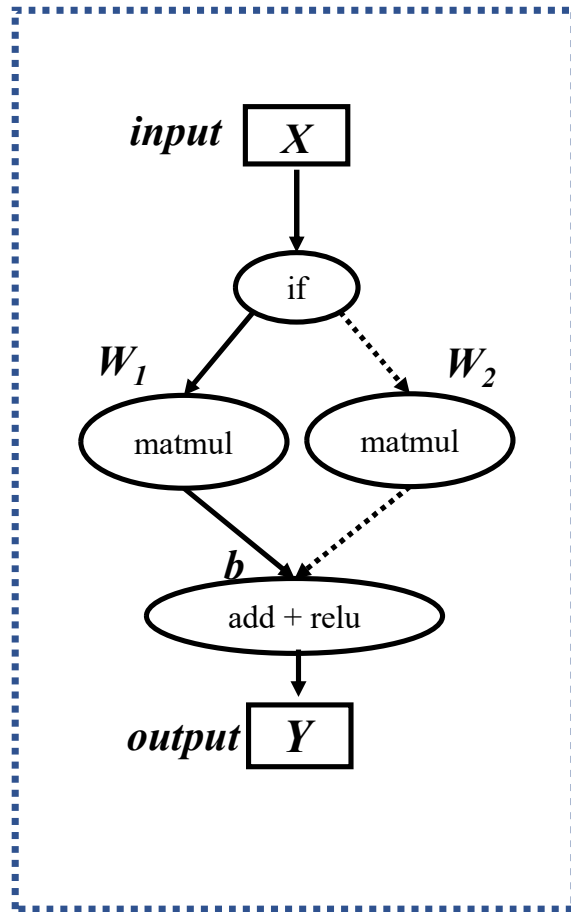 input X
if
W1 W2
matmul matmul
b
add + relu
output Y